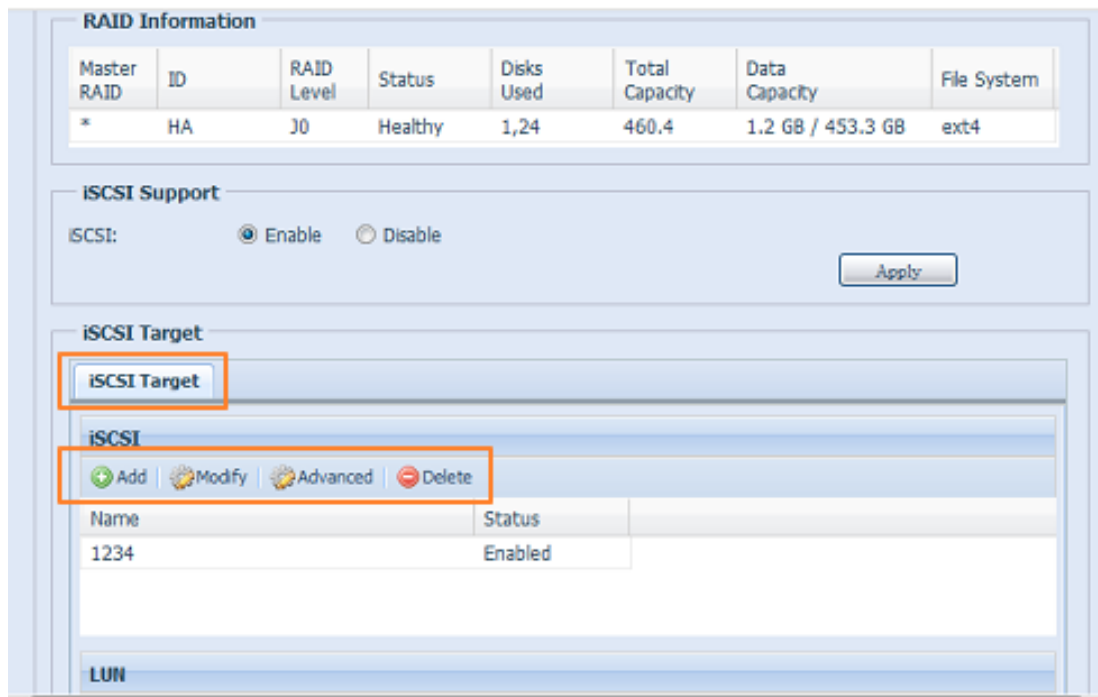 RAID Information
Master RAID ID RAID Level Status Disks Used Total Capacity Data Capacity File System
* HA J0 Healthy 1,24 460.4 1.2 GB / 453.3 GB ext4
iSCSI Support
iSCSI: Enable Disable
Apply
iSCSI Target
iSCSI Target
iSCSI
Add Modify Advanced Delete
Name Status
1234 Enabled
LUN